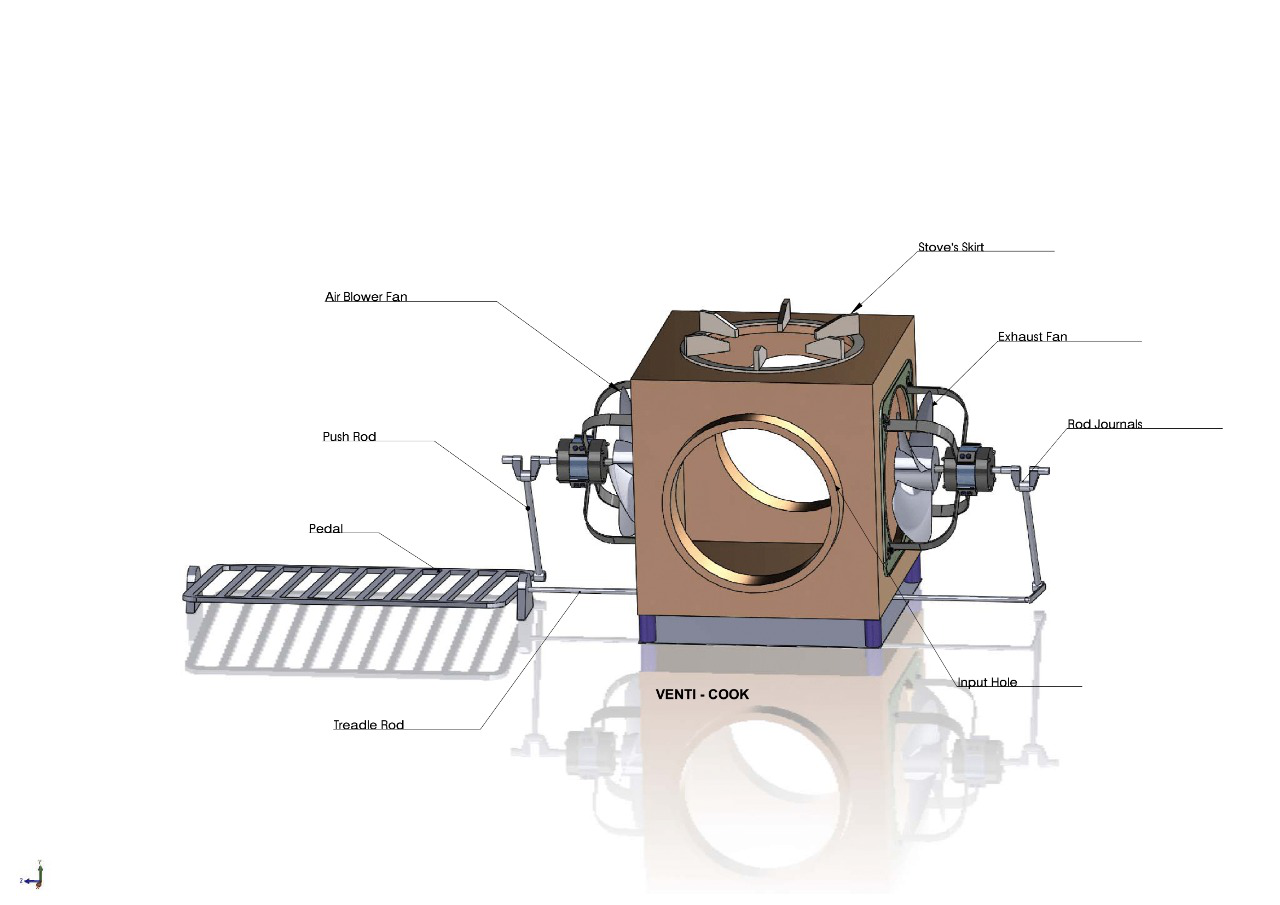 Stove's Skirt
Air Blower Fan
Exhaust Fan
Rod Journals
Push Rod
Pedal
Input Hole
VENTI - COOK
Treadle Rod
Y
Z